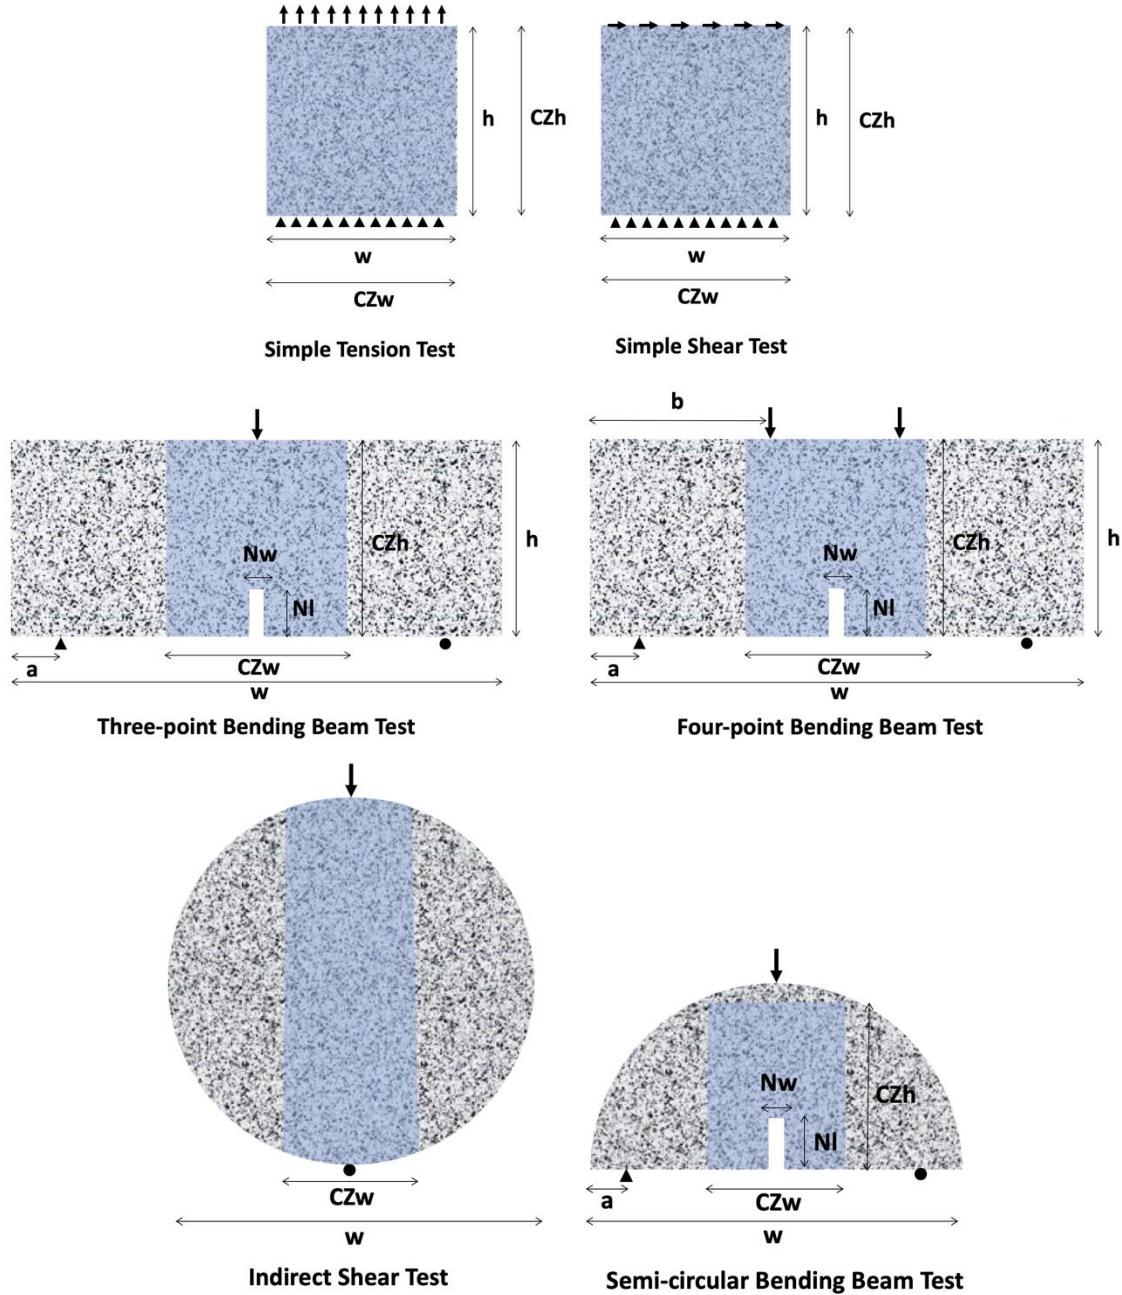 h
CZh
h
CZh
w
w
CZw
CZw
Simple Tension Test
Simple Shear Test
b
CZh
h
Nw
Nl
a
CZw
w
CZh
h
Nw
Nl
a
CZw
w
Three-point Bending Beam Test
Four-point Bending Beam Test
CZw
w
Nw
CZh
Nl
a
CZw
w
Indirect Shear Test
Semi-circular Bending Beam Test